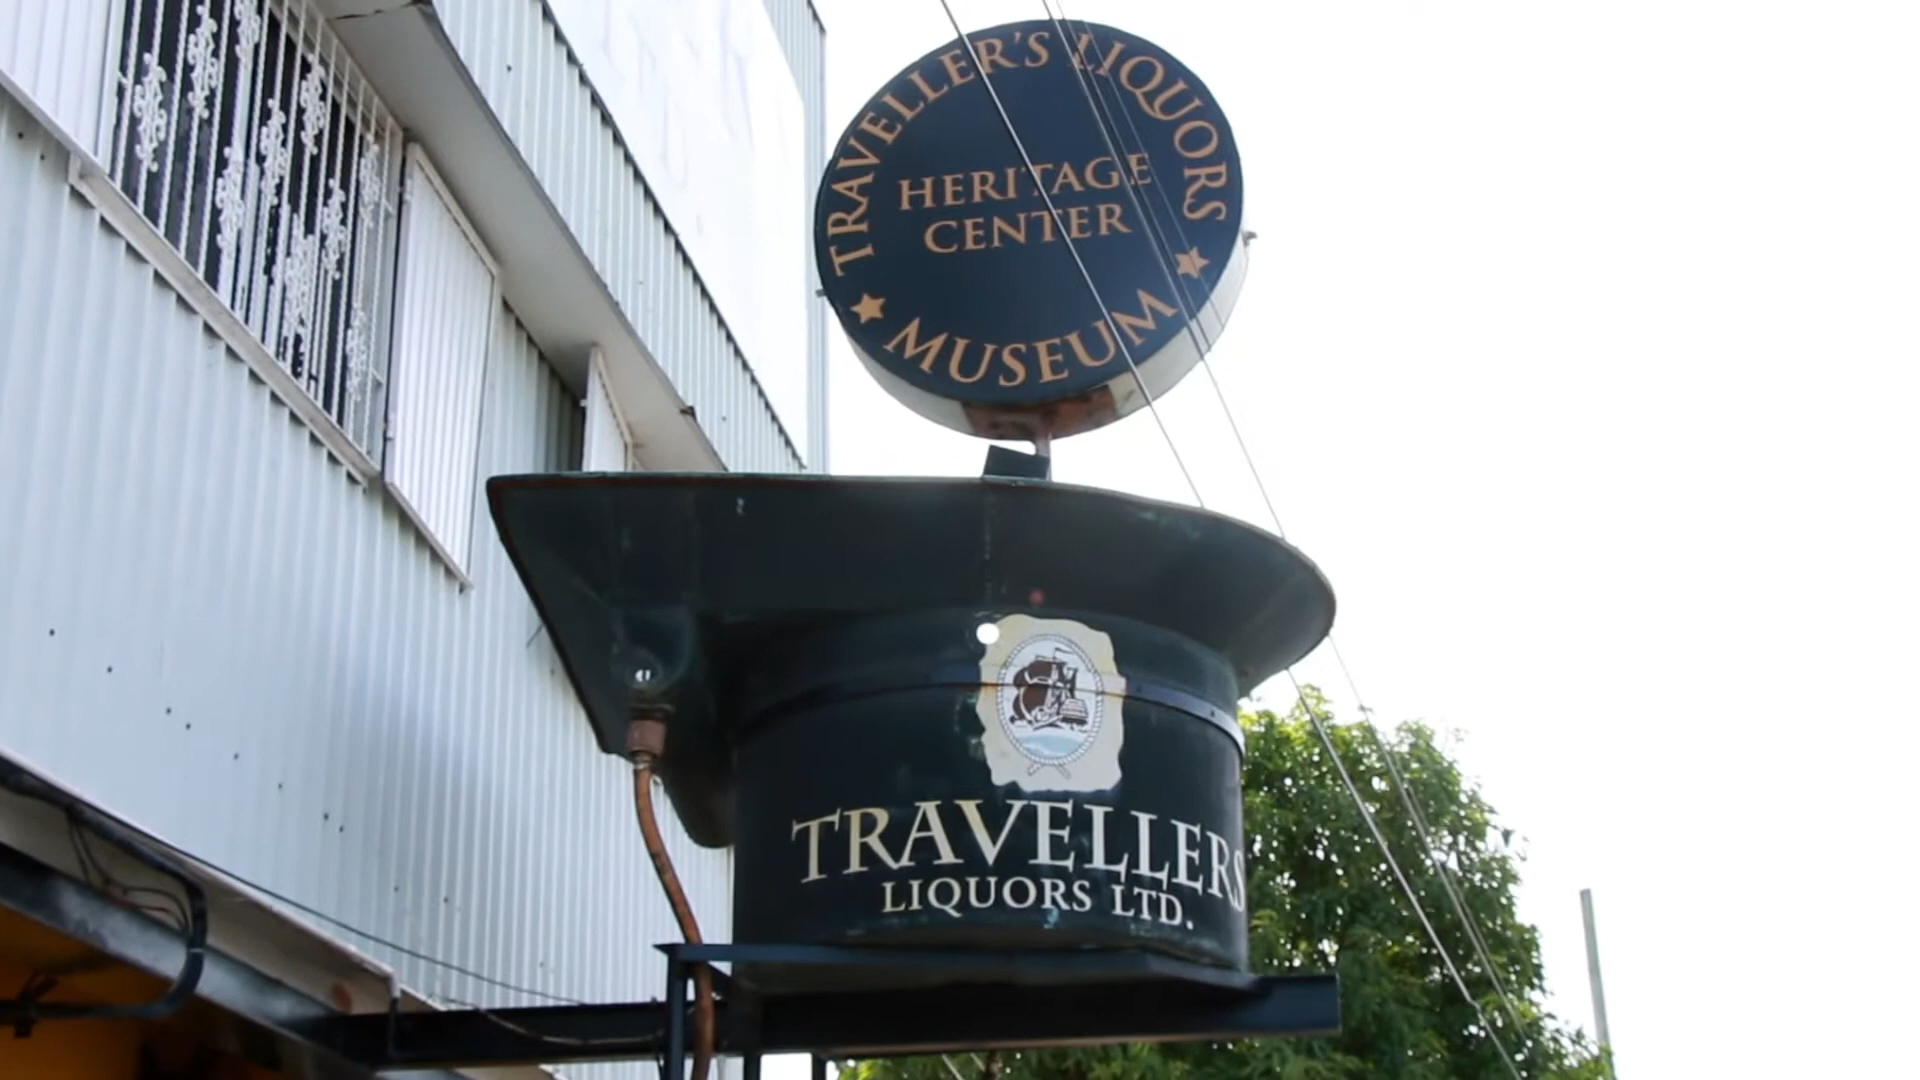 TRAVELLER'S LIQUORS
HERITAGE
CENTER
MUSEUM
TRAVELLERS
LIQUORS LTD.